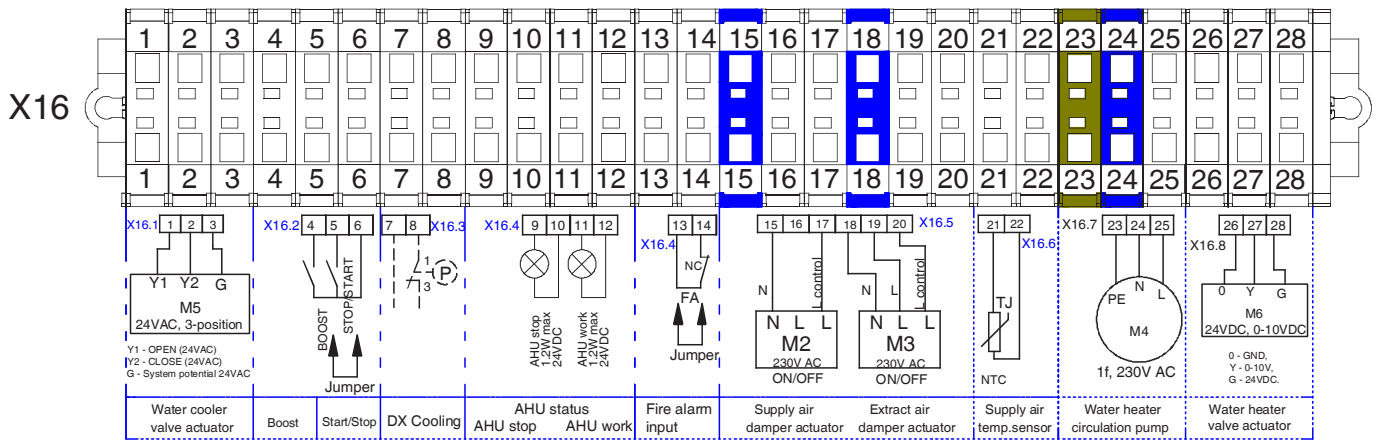 1 2 3 4 5 6 7 8 9 10 11 12 13 14 15 16 17 18 19 20 21 22 23 24 25 26 27 28
X16
1 2 3 4 5 6 7 8 9 10 11 12 13 14 15 16 17 18 19 20 21 22 23 24 25 26 27 28
X16.1 1 2 3
Y1 Y2 G
M5
24VAC, 3-position
Y1 - OPEN (24VAC)
Y2 - CLOSE (24VAC)
G - System potential 24VAC
Water cooler
valve actuator
X16.2 4 5 6
BOOST
STOP/START
Jumper
Boost
Start/Stop
7 8 X16.3
1
P
3
DX Cooling
X16.4 9 10 11 12
AHU stop
1.2W max
24VDC
AHU work
1.2W max
24VDC
AHU status
AHU stop AHU work
13 14
X16.4
NC
FA
Jumper
Fire alarm
input
15 16 17 18 19 20 X16.5
N L control
N L L
M2
230V AC
ON/OFF
N L L control
N L L
M3
230V AC
ON/OFF
Supply air
damper actuator
Extract air
damper actuator
21 22
X16.6
TJ
NTC
Supply air
temp.sensor
X16.7
23 24 25
PE N L
M4
1f, 230V AC
Water heater
circulation pump
26 27 28
X16.8
0 Y G
M6
24VDC, 0-10VDC
0 - GND,
Y - 0-10V,
G - 24VDC.
Water heater
valve actuator